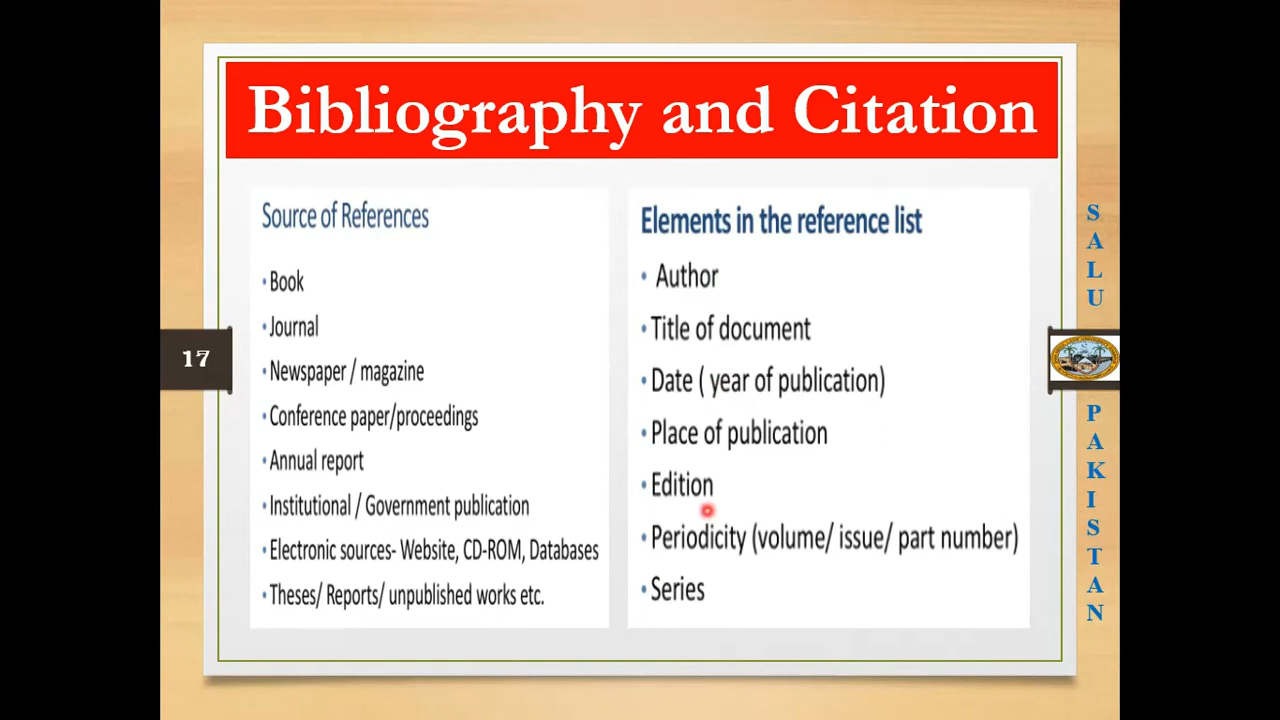 Bibliography and Citation
Source of References
•Book
•Journal
•Newspaper / magazine
•Conference paper/proceedings
•Annual report
•Institutional / Government publication
•Electronic sources- Website, CD-ROM, Databases
•Theses/ Reports/ unpublished works etc.
Elements in the reference list
• Author
•Title of document
•Date ( year of publication)
•Place of publication
•Edition
•Periodicity (volume/ issue/ part number)
•Series
17
SALU
PAKISTAN